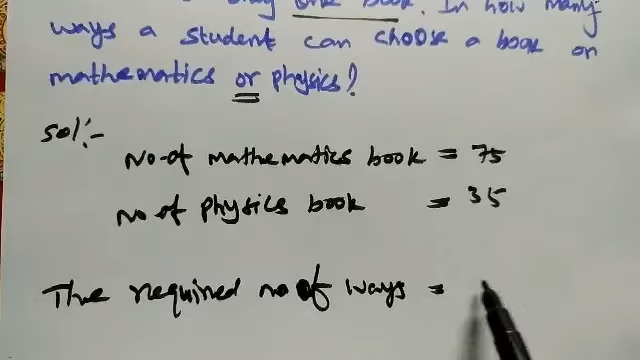 only one book. In how many
ways a student can choose a book on
mathematics or physics?
Sol:-
No of mathematics book = 75
No of physics book = 35
The required no of ways =